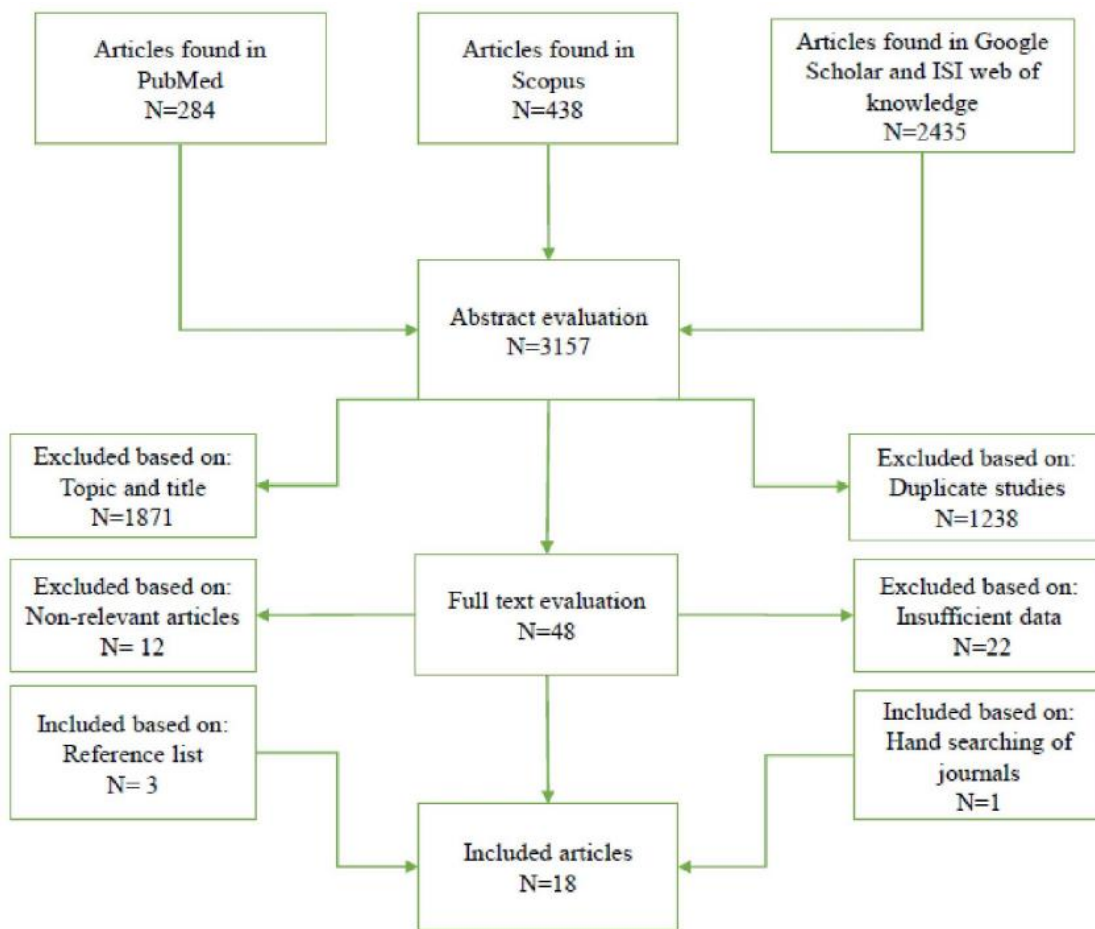 Articles found in
PubMed
N=284
Articles found in
Scopus
N=438
Articles found in Google
Scholar and ISI web of
knowledge
N=2435
Abstract evaluation
N=3157
Excluded based on:
Topic and title
N=1871
Excluded based on:
Duplicate studies
N=1238
Excluded based on:
Non-relevant articles
N= 12
Full text evaluation
N=48
Excluded based on:
Insufficient data
N=22
Included based on:
Reference list
N= 3
Included based on:
Hand searching of
journals
N=1
Included articles
N=18